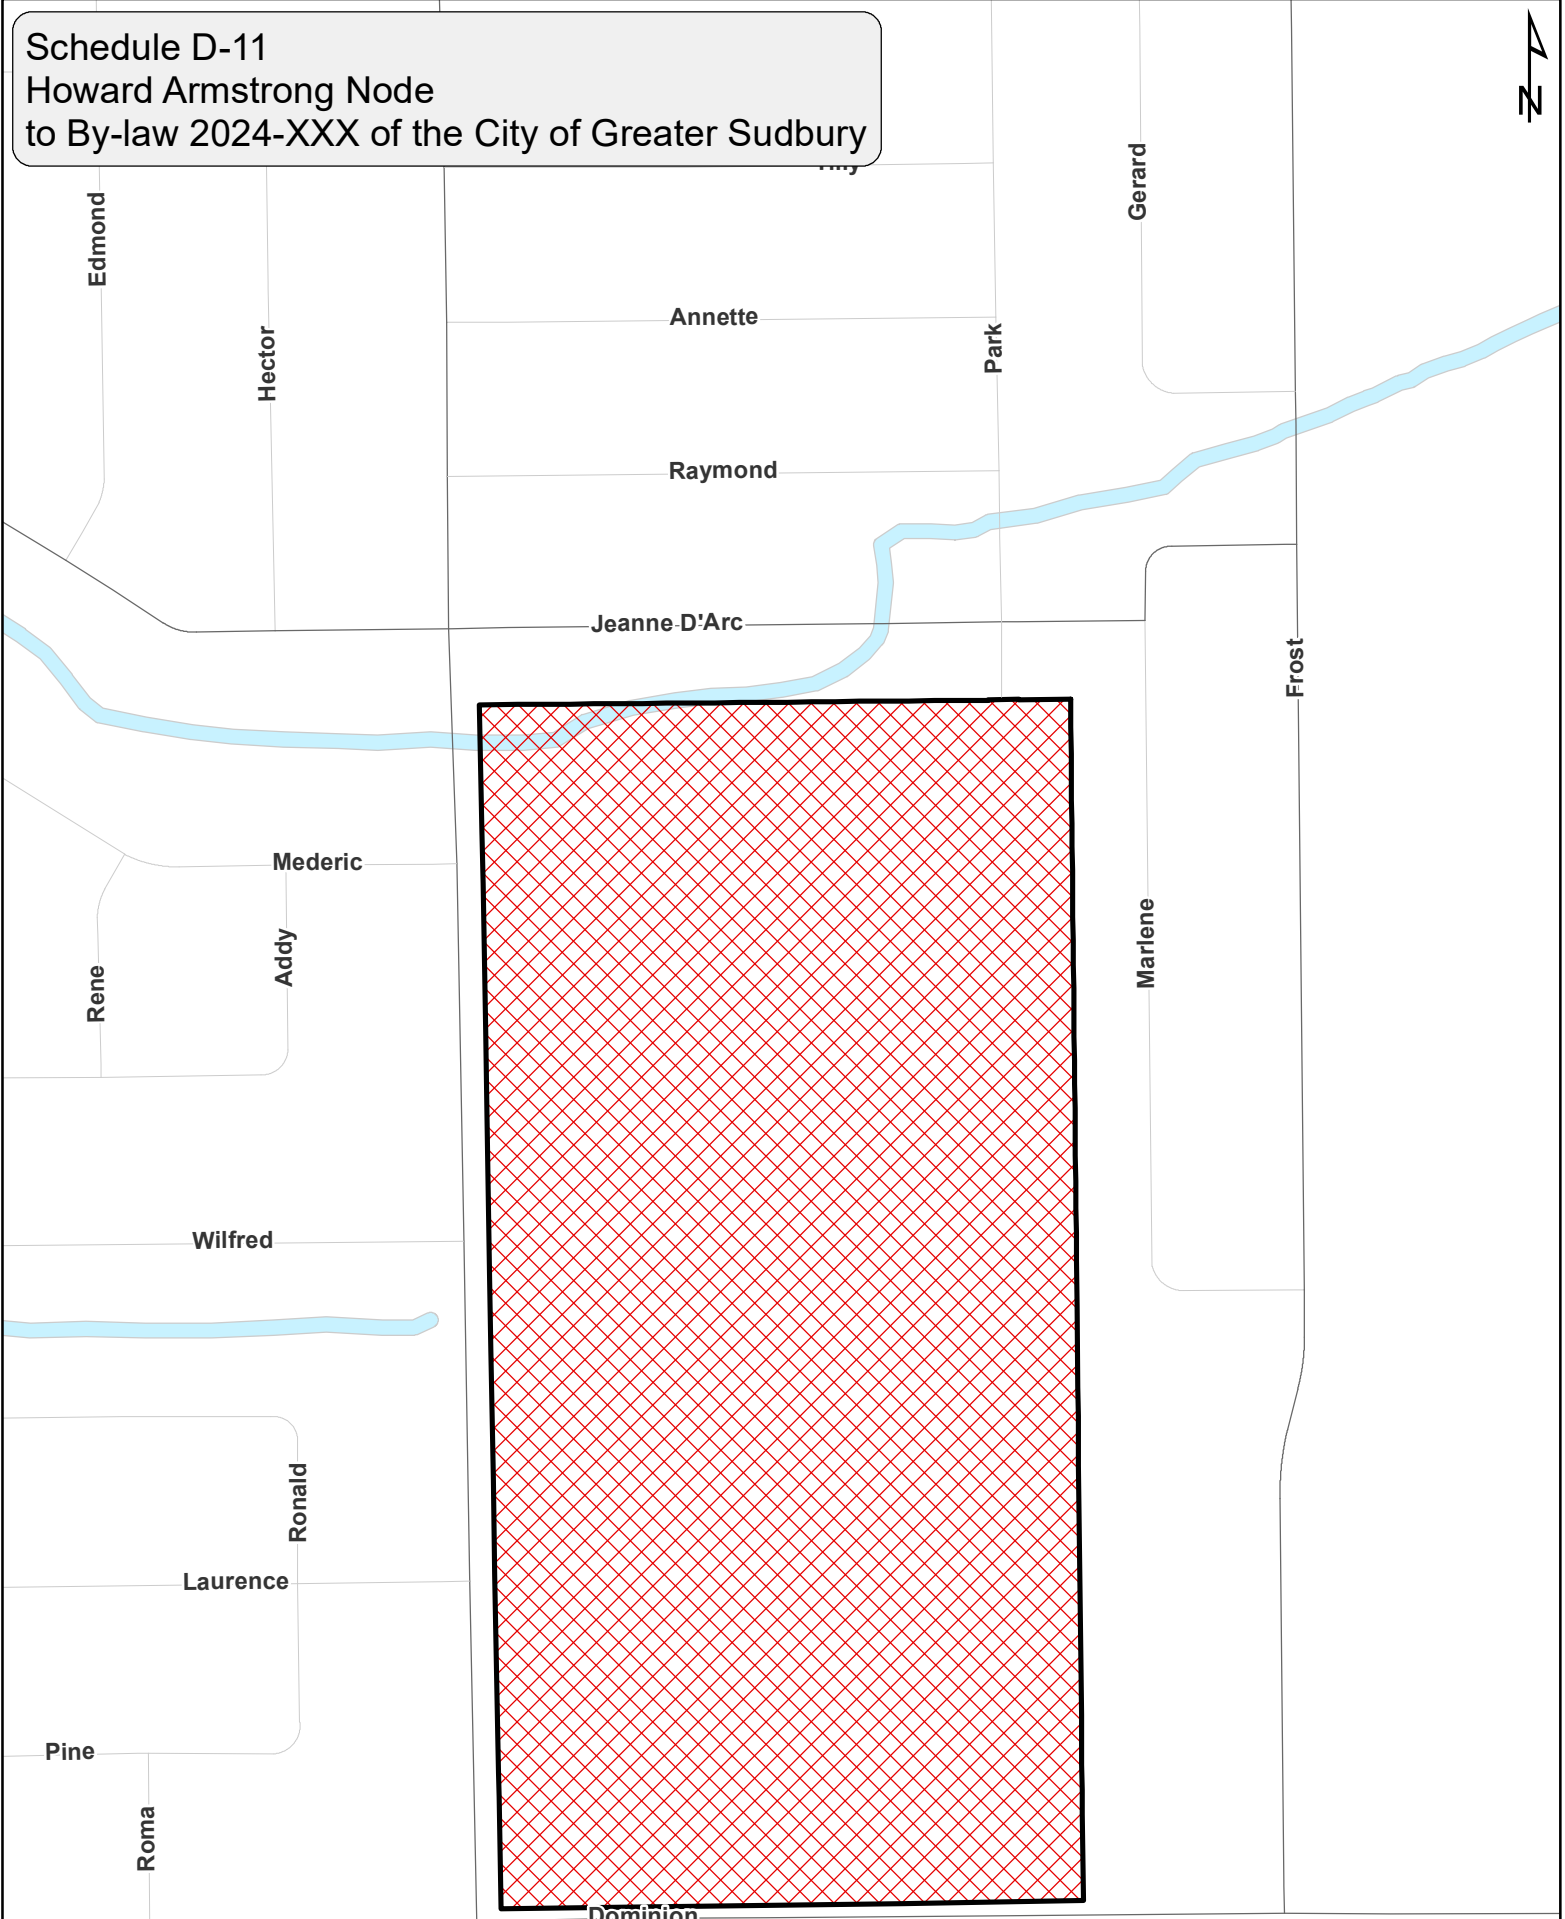 Schedule D-11
Howard Armstrong Node
to By-law 2024-XXX of the City of Greater Sudbury
N
Gerard
Edmond
Annette
Park
Hector
Raymond
Jeanne D'Arc
Frost
Mederic
Marlene
Addy
Rene
Wilfred
Ronald
Laurence
Pine
Roma
Dominion